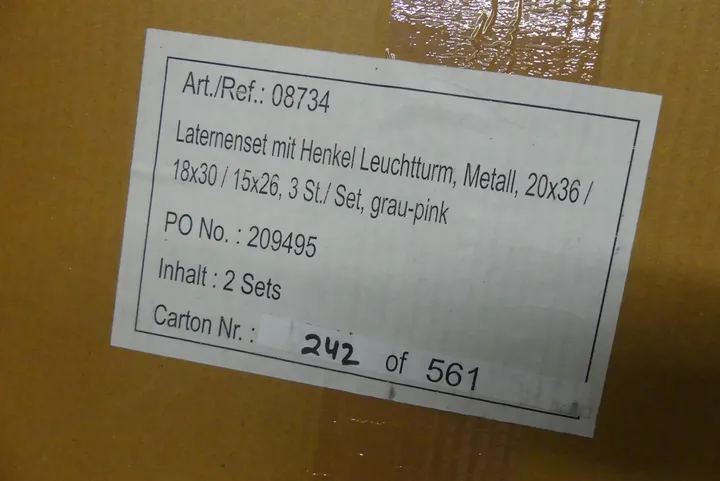 Art./Ref.: 08734
Laternenset mit Henkel Leuchtturm, Metall, 20x36 /
18x30 / 15x26, 3 St./ Set, grau-pink
PO No. : 209495
Inhalt : 2 Sets
Carton Nr. : 242 of 561